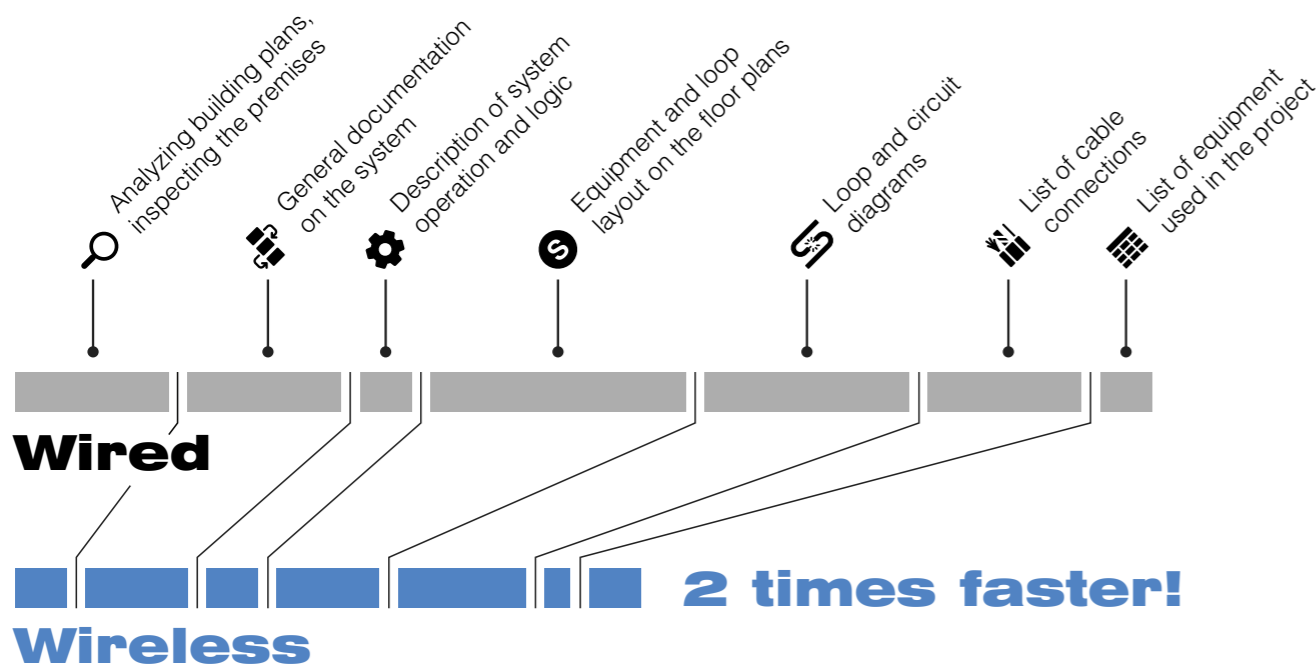 Analyzing building plans,
inspecting the premises
General documentation
on the system
Description of system
operation and logic
Equipment and loop
layout on the floor plans
Loop and circuit
diagrams
List of cable
connections
List of equipment
used in the project
S
Wired
2 times faster!
Wireless